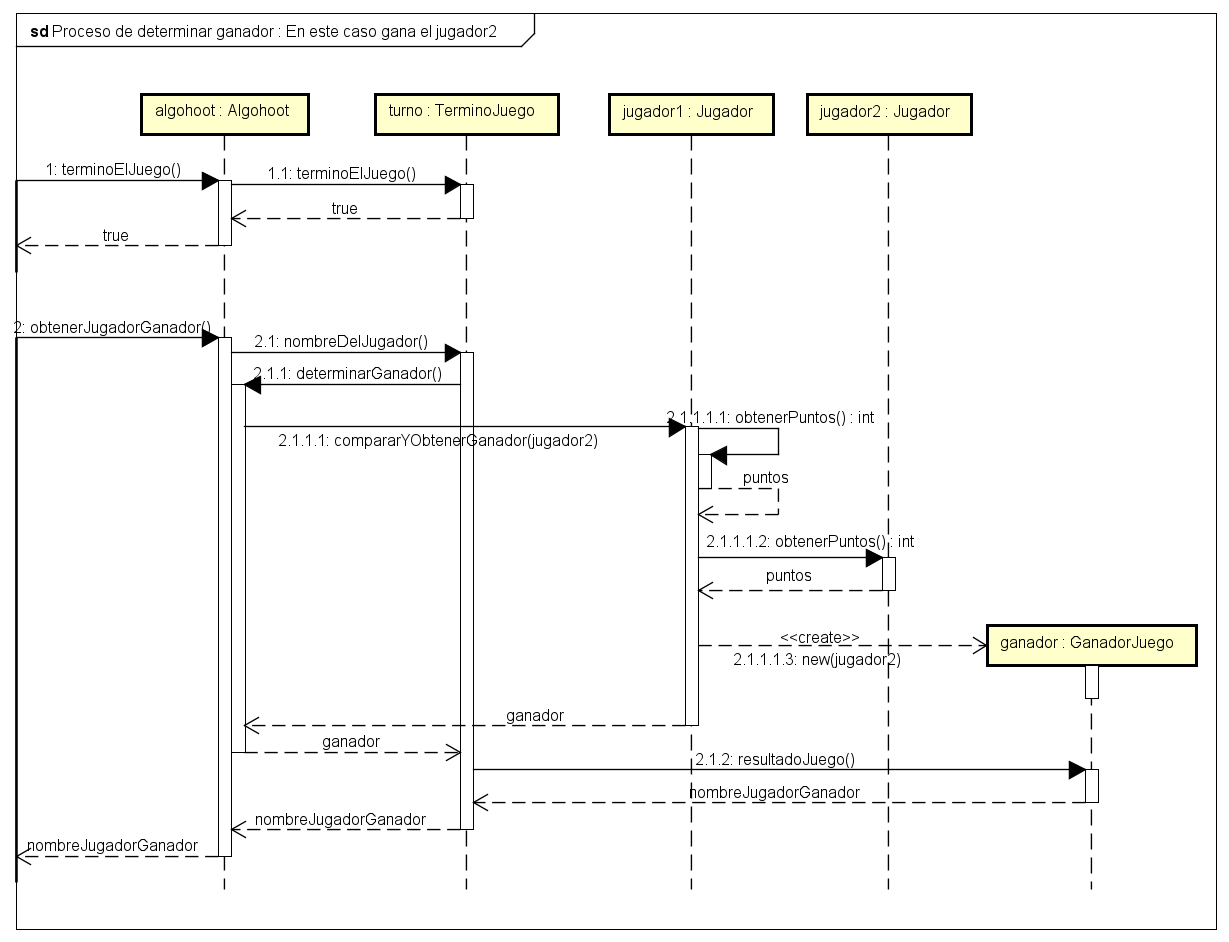 sd Proceso de determinar ganador : En este caso gana el jugador2
algohoot : Algohoot
turno : TerminoJuego
jugador1 : Jugador
jugador2 : Jugador
1: terminoElJuego()
1.1: terminoElJuego()
true
true
2: obtenerJugadorGanador()
2.1: nombreDelJugador()
2.1.1: determinarGanador()
2.1.1.1.1: obtenerPuntos() : int
2.1.1.1: compararYObtenerGanador(jugador2)
puntos
2.1.1.1.2: obtenerPuntos() : int
puntos
<<create>>
ganador : GanadorJuego
2.1.1.1.3: new(jugador2)
ganador
ganador
2.1.2: resultadoJuego()
nombreJugadorGanador
nombreJugadorGanador
nombreJugadorGanador